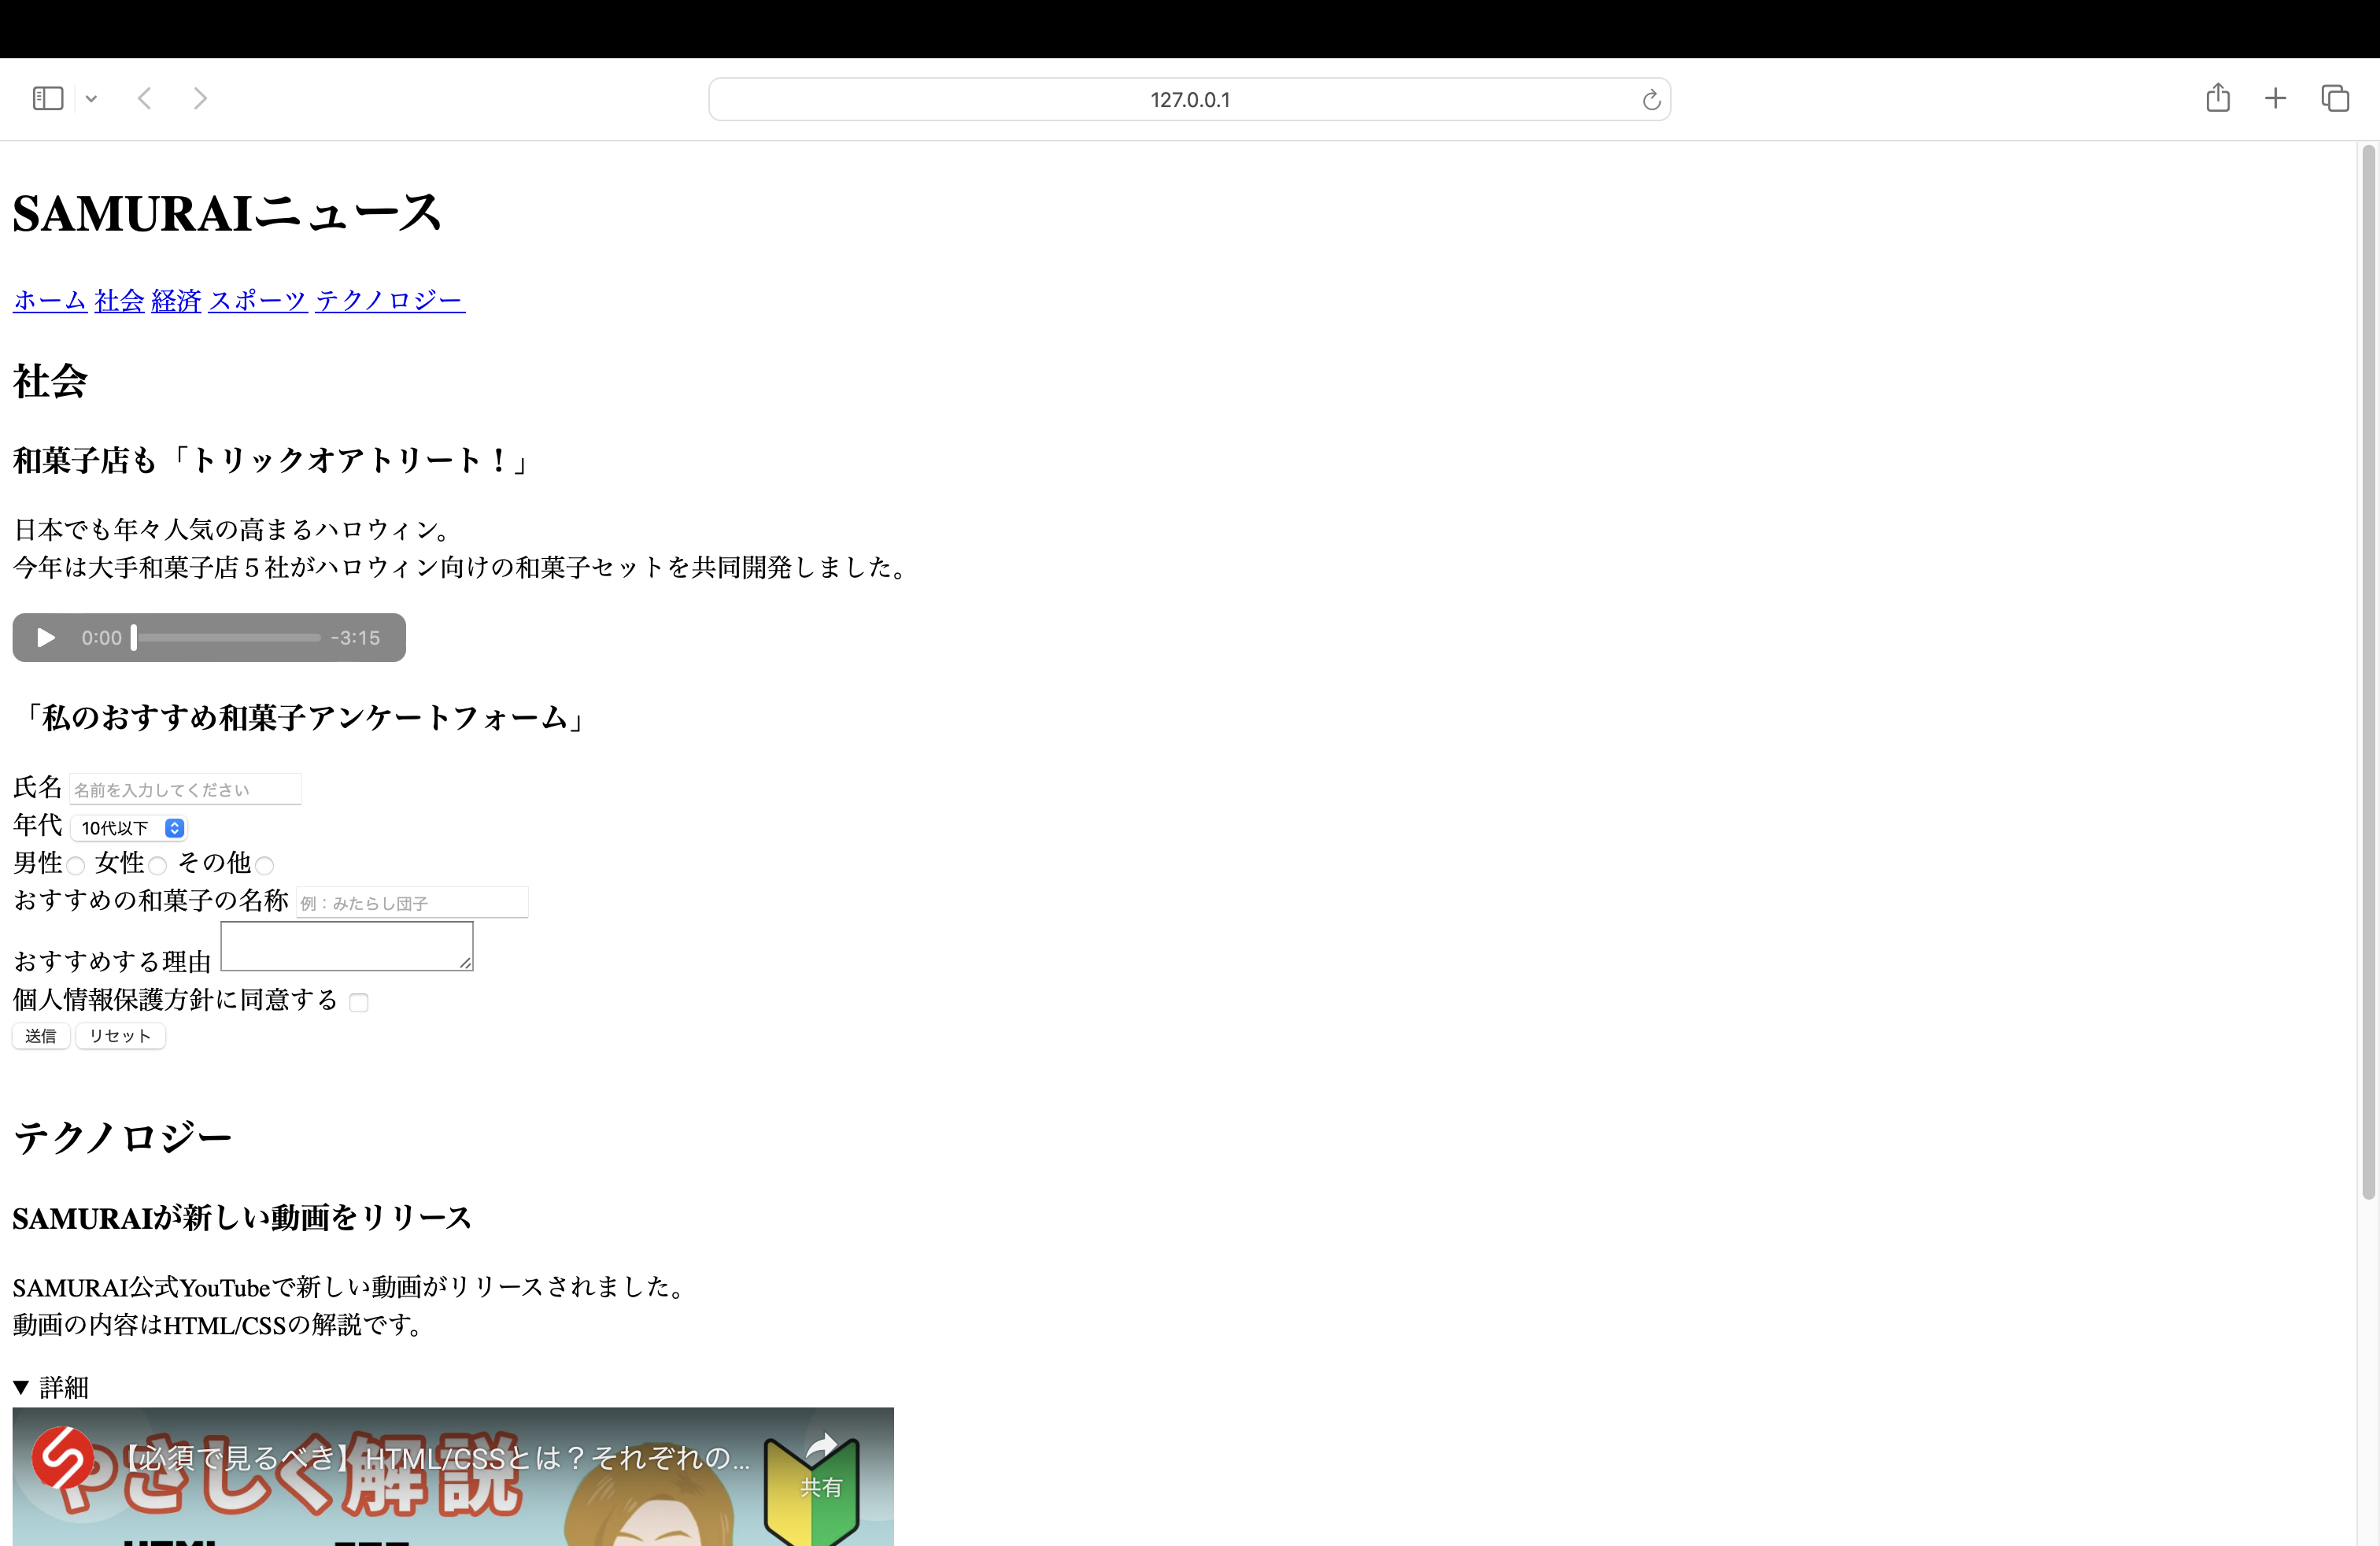 127.0.0.1
SAMURAIニュース
ホーム 社会 経済 スポーツ テクノロジー
社会
和菓子店も「トリックオアトリート！」
日本でも年々人気の高まるハロウィン。
今年は大手和菓子店５社がハロウィン向けの和菓子セットを共同開発しました。
0:00 -3:15
「私のおすすめ和菓子アンケートフォーム」
氏名 名前を入力してください
年代 10代以下
男性 女性 その他
おすすめの和菓子の名称 例：みたらし団子
おすすめする理由
個人情報保護方針に同意する
送信 リセット
テクノロジー
SAMURAIが新しい動画をリリース
SAMURAI公式YouTubeで新しい動画がリリースされました。
動画の内容はHTML/CSSの解説です。
▼ 詳細
【必須で見るべき】HTML/CSSとは？それぞれの...
やさしく解説
共有